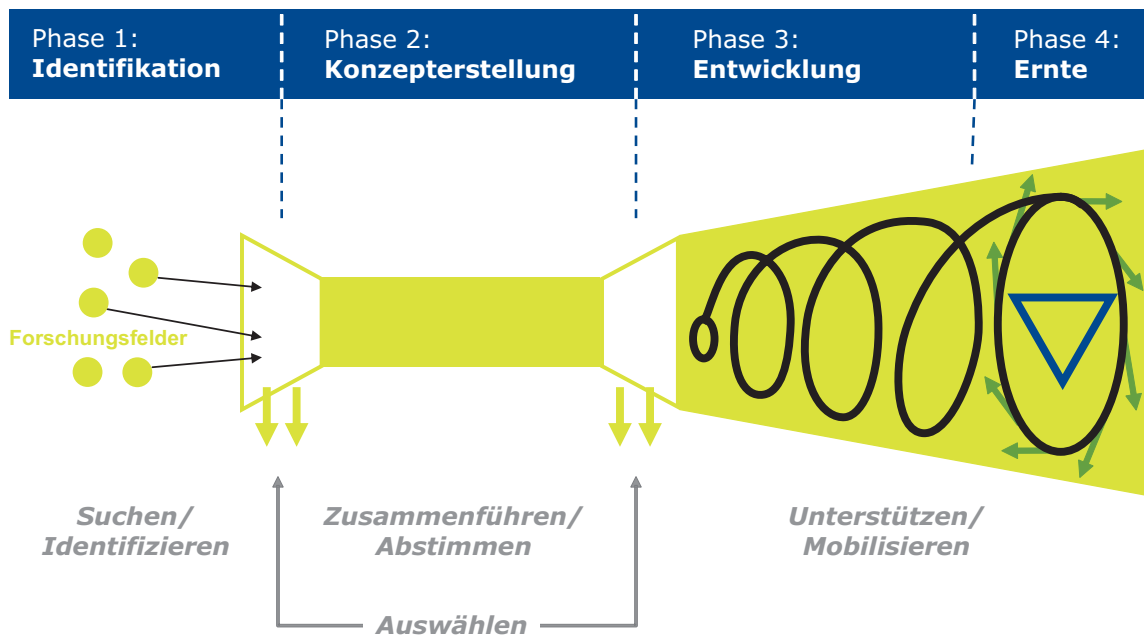 Phase 1:
Identifikation
Phase 2:
Konzepterstellung
Phase 3:
Entwicklung
Phase 4:
Ernte
Forschungsfelder
Suchen/
Identifizieren
Zusammenführen/
Abstimmen
Unterstützen/
Mobilisieren
Auswählen